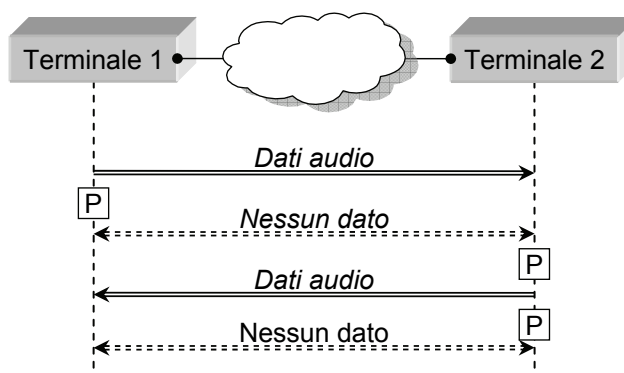 Terminale 1
Terminale 2
Dati audio
P
Nessun dato
P
Dati audio
P
Nessun dato